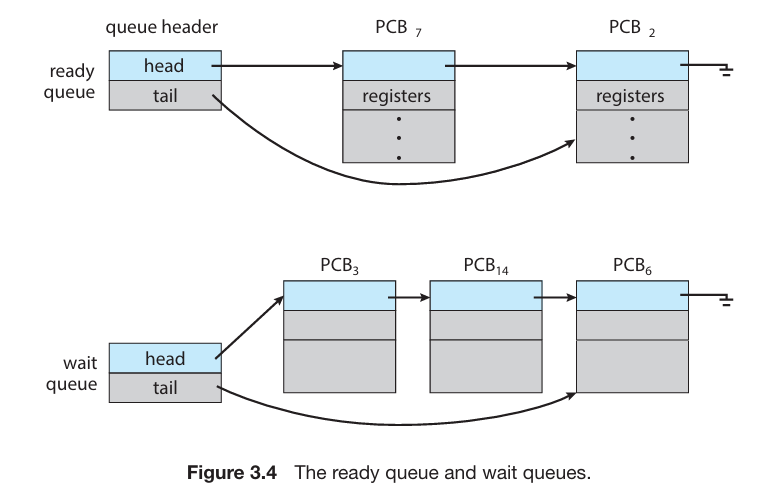 queue header
PCB 7
PCB 2
ready
queue
head
tail
registers
registers
PCB3
PCB14
PCB6
wait
queue
head
tail
Figure 3.4 The ready queue and wait queues.